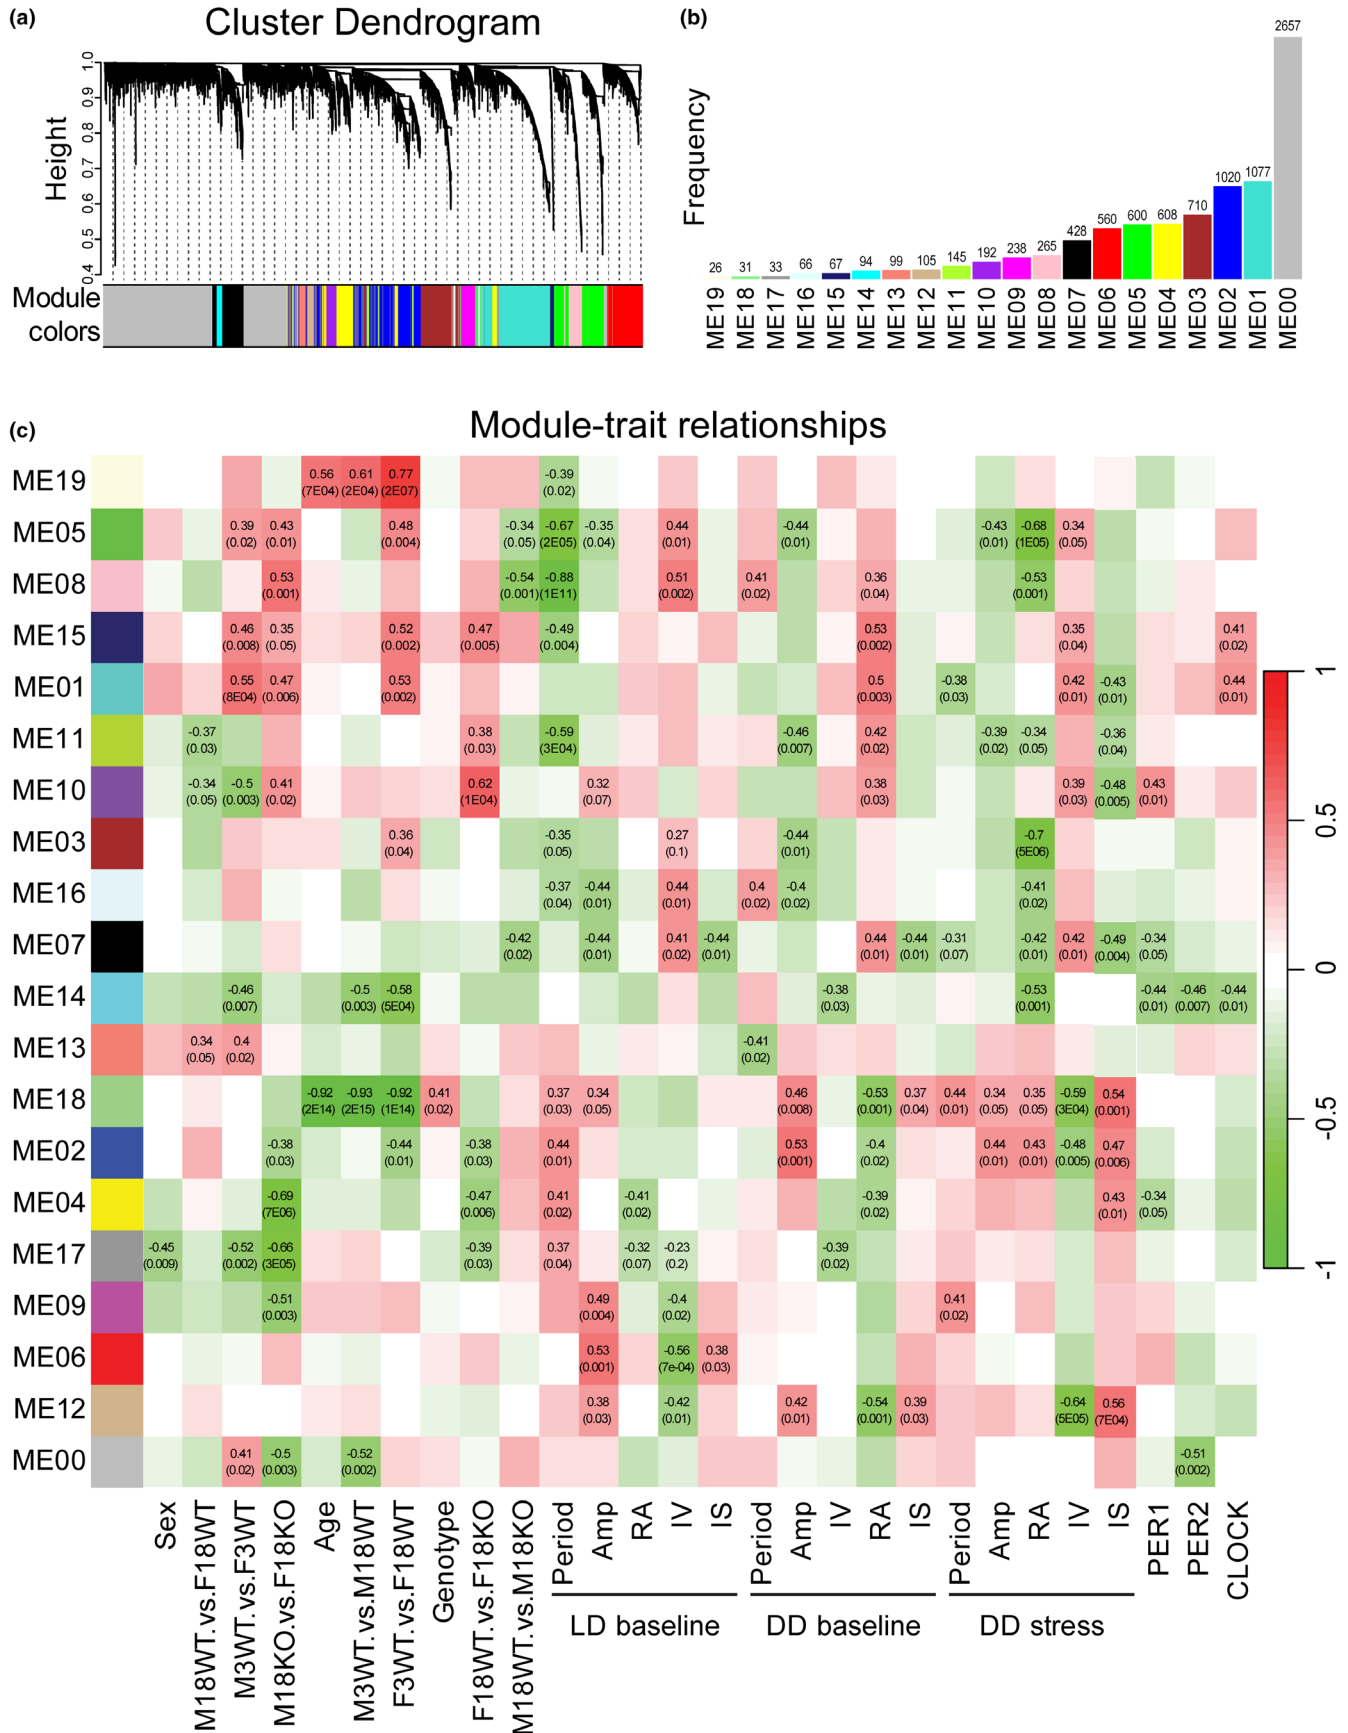 (a)
Cluster Dendrogram
Height
1.0
0.9
0.8
0.7
0.6
0.5
0.4
Module
colors
(b)
Frequency
26 31 33 66 67 94 99 105 145 192 238 265 428 560 600 608 710 1020 1077 2657
ME19 ME18 ME17 ME16 ME15 ME14 ME13 ME12 ME11 ME10 ME09 ME08 ME07 ME06 ME05 ME04 ME03 ME02 ME01 ME00
(c)
Module-trait relationships
ME19 0.56 0.61 0.77 -0.39
(7E04) (2E04) (2E07) (0.02)
ME05 0.39 0.43 0.48 -0.34 -0.67 -0.35 0.44 -0.44 -0.43 -0.68 0.34
(0.02) (0.01) (0.004) (0.05) (2E05) (0.04) (0.01) (0.01) (0.01) (1E05) (0.05)
ME08 0.53 -0.54 -0.88 0.51 0.41 0.36 -0.53
(0.001) (0.001) (1E11) (0.002) (0.02) (0.04) (0.001)
ME15 0.46 0.35 0.52 0.47 -0.49 0.53 0.35 0.41
(0.008) (0.05) (0.002) (0.005) (0.004) (0.002) (0.04) (0.02)
ME01 0.55 0.47 0.53 0.5 -0.38 0.42 -0.43 0.44
(8E04) (0.006) (0.002) (0.003) (0.03) (0.01) (0.01) (0.01)
ME11 -0.37 0.38 -0.59 -0.46 0.42 -0.39 -0.34 -0.36
(0.03) (0.03) (3E04) (0.007) (0.02) (0.02) (0.05) (0.04)
ME10 -0.34 -0.5 0.41 0.62 0.32 0.38 0.39 -0.48 0.43
(0.05) (0.003) (0.02) (1E04) (0.07) (0.03) (0.03) (0.005) (0.01)
ME03 0.36 -0.35 0.27 -0.44 -0.7
(0.04) (0.05) (0.1) (0.01) (5E06)
ME16 -0.37 -0.44 0.44 0.4 -0.4 -0.41
(0.04) (0.01) (0.01) (0.02) (0.02) (0.02)
ME07 -0.42 -0.44 0.41 -0.44 0.44 -0.44 -0.31 -0.42 0.42 -0.49 -0.34
(0.02) (0.01) (0.02) (0.01) (0.01) (0.01) (0.07) (0.01) (0.01) (0.004) (0.05)
ME14 -0.46 -0.5 -0.58 -0.38 -0.53 -0.44 -0.46 -0.44
(0.007) (0.003) (5E04) (0.03) (0.001) (0.01) (0.007) (0.01)
ME13 0.34 0.4 -0.41
(0.05) (0.02) (0.02)
ME18 -0.92 -0.93 -0.92 0.41 0.37 0.34 0.46 -0.53 0.37 0.44 0.34 0.35 -0.59 0.54
(2E14) (2E15) (1E14) (0.02) (0.03) (0.05) (0.008) (0.001) (0.04) (0.01) (0.05) (0.05) (3E04) (0.001)
ME02 -0.38 -0.44 -0.38 0.44 0.53 -0.4 0.44 0.43 -0.48 0.47
(0.03) (0.01) (0.03) (0.01) (0.001) (0.02) (0.01) (0.01) (0.005) (0.006)
ME04 -0.69 -0.47 0.41 -0.41 -0.39 0.43 -0.34
(7E06) (0.006) (0.02) (0.02) (0.02) (0.01) (0.05)
ME17 -0.45 -0.52 -0.66 -0.39 0.37 -0.32 -0.23 -0.39
(0.009) (0.002) (3E05) (0.03) (0.04) (0.07) (0.2) (0.02)
ME09 -0.51 0.49 -0.4 0.41
(0.003) (0.004) (0.02) (0.02)
ME06 0.53 -0.56 0.38
(0.001) (7e-04) (0.03)
ME12 0.38 -0.42 0.42 -0.54 0.39 -0.64 0.56
(0.03) (0.01) (0.01) (0.001) (0.03) (5E05) (7E04)
ME00 0.41 -0.5 -0.52 -0.51
(0.02) (0.003) (0.002) (0.002)
1
0.5
0
-0.5
-1
Sex M18WT.vs.F18WT M3WT.vs.F3WT M18KO.vs.F18KO Age M3WT.vs.M18WT F3WT.vs.F18WT Genotype F18WT.vs.F18KO M18WT.vs.M18KO Period Amp RA IV IS Period Amp IV RA IS Period Amp RA IV IS PER1 PER2 CLOCK
LD baseline DD baseline DD stress